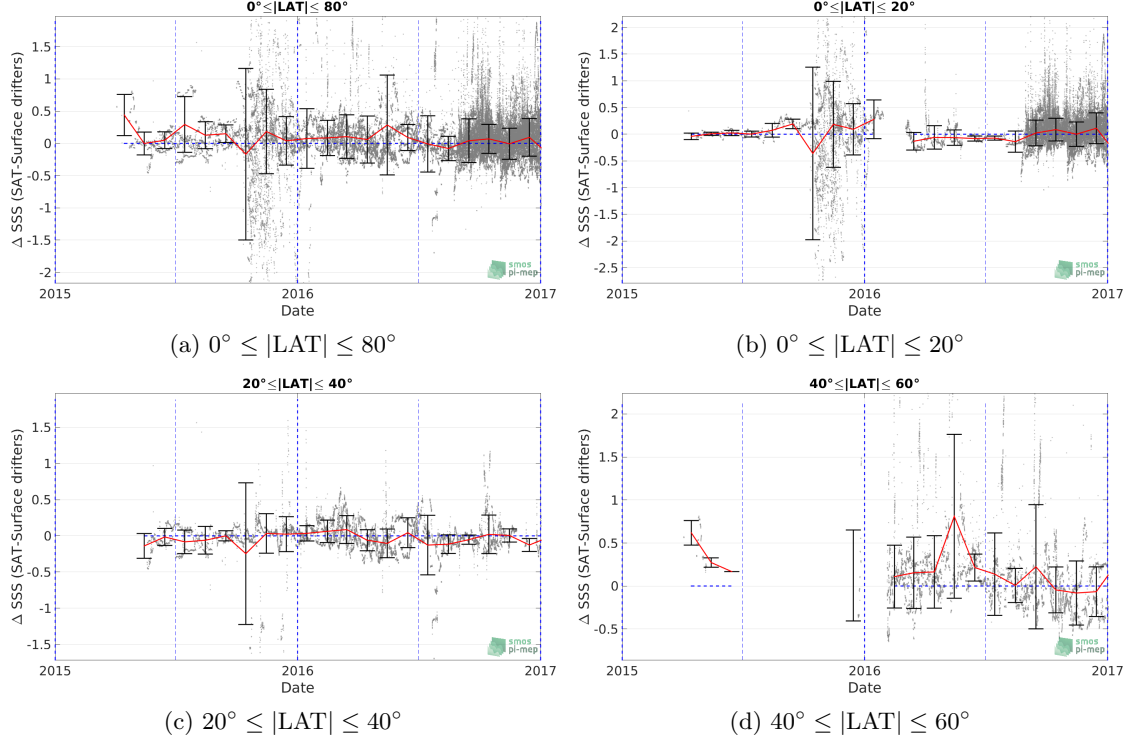 0°≤|LAT|≤ 80°
Δ SSS (SAT-Surface drifters)
1.5
1
0.5
0
-0.5
-1
-1.5
-2
2015
2016
2017
Date
smos
pi-mep
(a) 0° ≤ |LAT| ≤ 80°
0°≤|LAT|≤ 20°
Δ SSS (SAT-Surface drifters)
2
1.5
1
0.5
0
-0.5
-1
-1.5
-2
-2.5
2015
2016
2017
Date
smos
pi-mep
(b) 0° ≤ |LAT| ≤ 20°
20°≤|LAT|≤ 40°
Δ SSS (SAT-Surface drifters)
1.5
1
0.5
0
-0.5
-1
-1.5
2015
2016
2017
Date
smos
pi-mep
(c) 20° ≤ |LAT| ≤ 40°
40°≤|LAT|≤ 60°
Δ SSS (SAT-Surface drifters)
2
1.5
1
0.5
0
-0.5
2015
2016
2017
Date
smos
pi-mep
(d) 40° ≤ |LAT| ≤ 60°